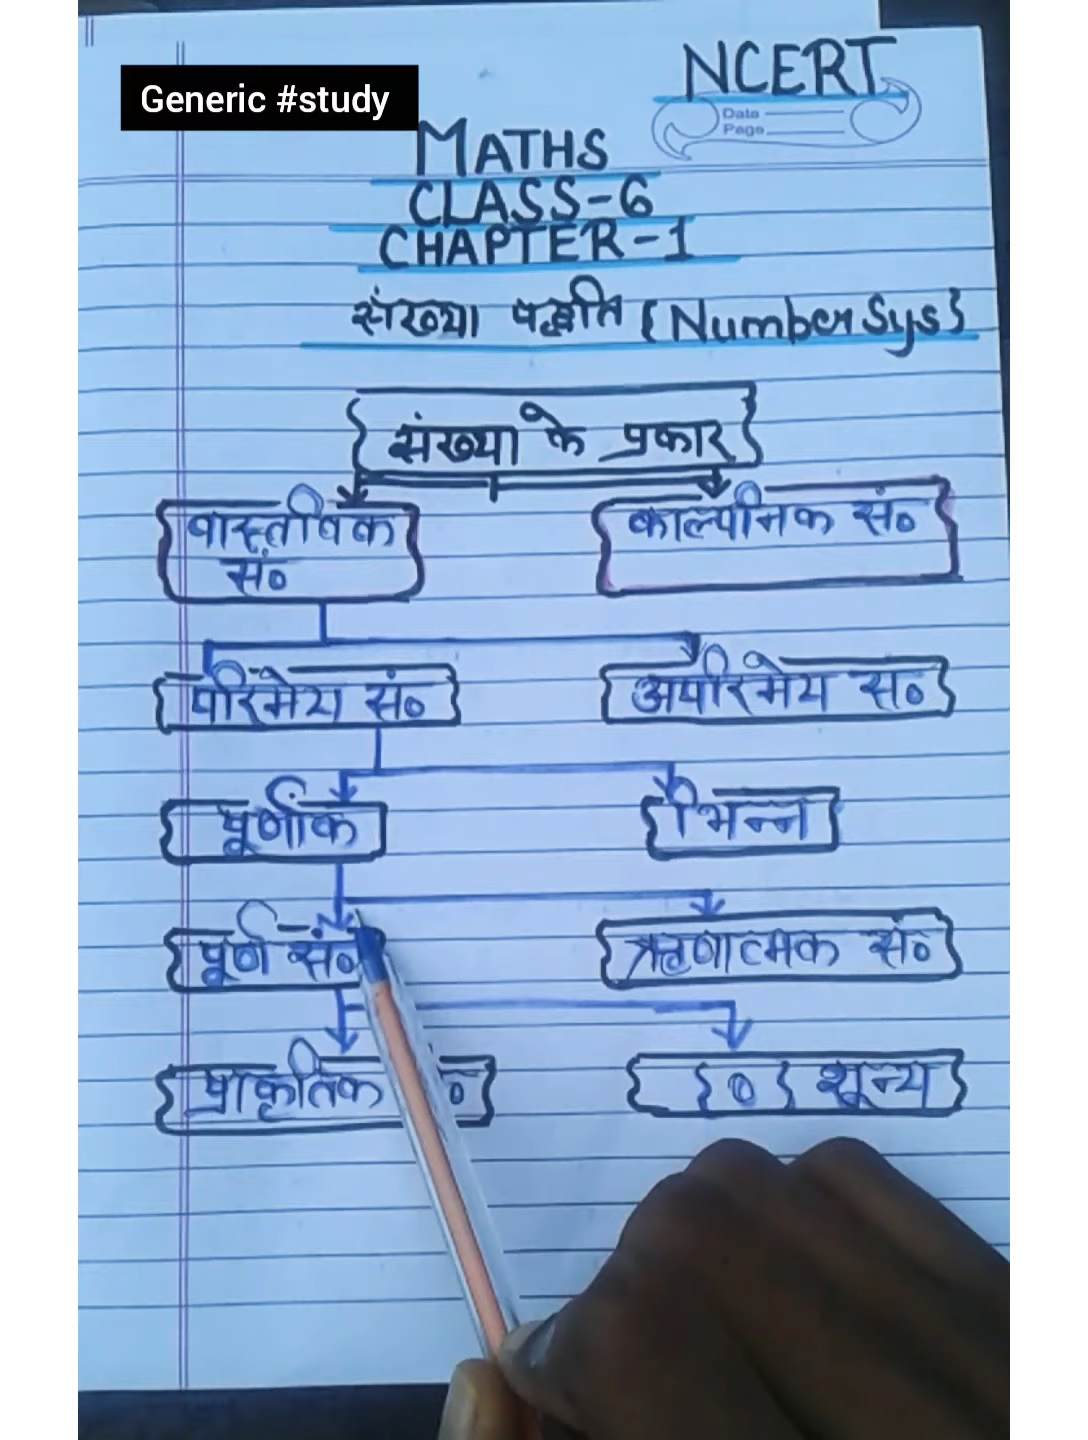 Generic #study
NCERT
Data
Page
MATHS
CLASS-6
CHAPTER-1
संख्या पद्धति {Number Sys}
संख्या के प्रकार
वास्तविक
सं०
काल्पनिक सं०
परिमेय सं०
अपरिमेय स०
पूर्णांक
भिन्न
पूर्ण सं०
ऋणात्मक सं०
प्राकृतिक ०
{0} शून्य